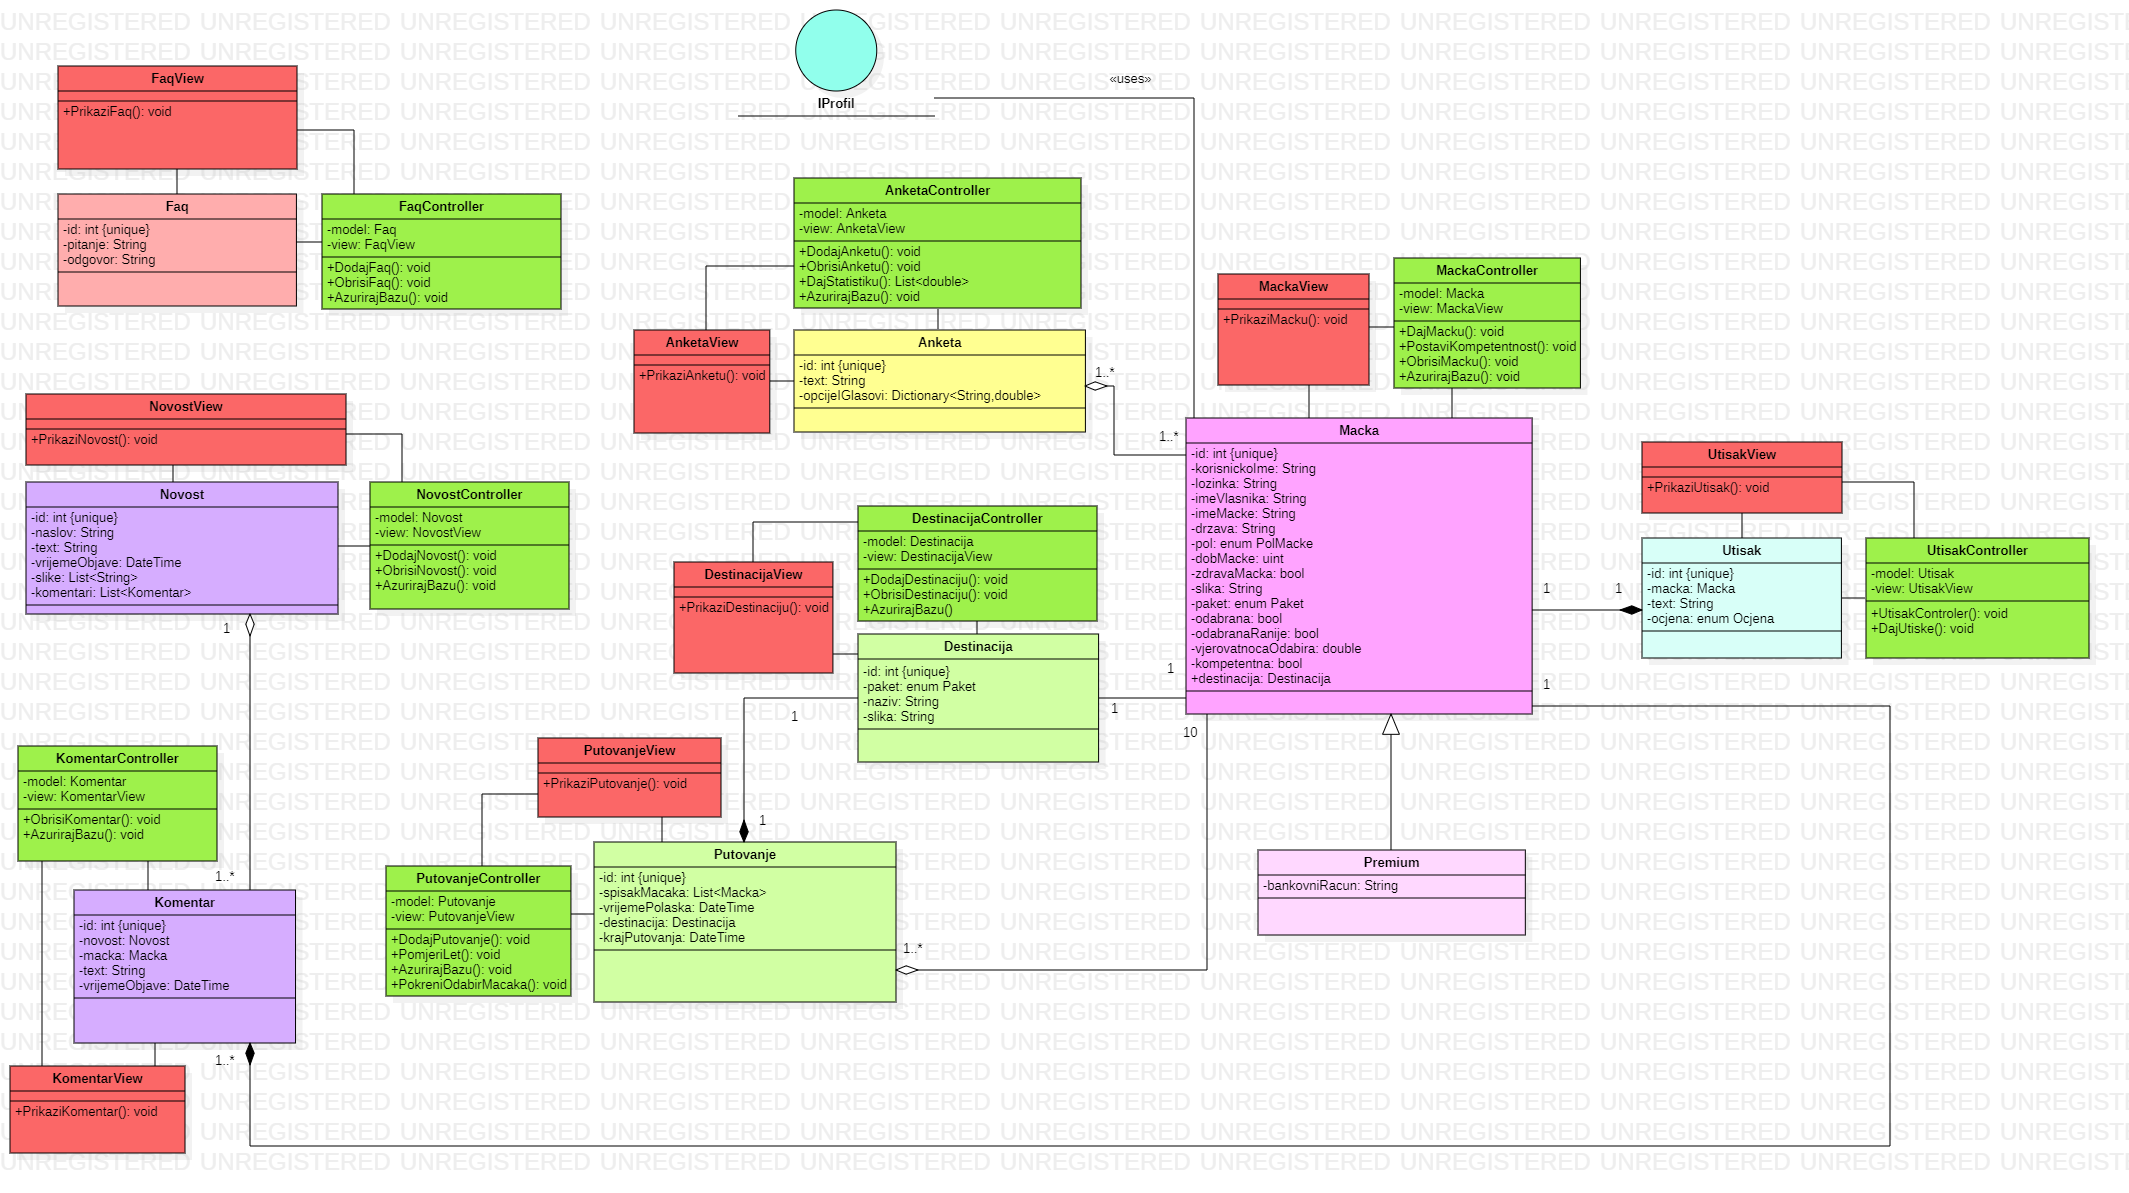 IProfil
«uses»
FaqView
+PrikaziFaq(): void
Faq
-id: int {unique}
-pitanje: String
-odgovor: String
FaqController
-model: Faq
-view: FaqView
+DodajFaq(): void
+ObrisiFaq(): void
+AzurirajBazu(): void
AnketaController
-model: Anketa
-view: AnketaView
+DodajAnketu(): void
+ObrisiAnketu(): void
+DajStatistiku(): List<double>
+AzurirajBazu(): void
AnketaView
+PrikaziAnketu(): void
Anketa
-id: int {unique}
-text: String
-opcijeIGlasovi: Dictionary<String,double>
1..*
1..*
MackaView
+PrikaziMacku(): void
MackaController
-model: Macka
-view: MackaView
+DajMacku(): void
+PostaviKompetentnost(): void
+ObrisiMacku(): void
+AzurirajBazu(): void
Macka
-id: int {unique}
-korisnickoIme: String
-lozinka: String
-imeVlasnika: String
-imeMacke: String
-drzava: String
-pol: enum PolMacke
-dobMacke: uint
-zdravaMacka: bool
-slika: String
-paket: enum Paket
-odabrana: bool
-odabranaRanije: bool
-vjerovatnocaOdabira: double
-kompetentna: bool
+destinacija: Destinacija
UtisakView
+PrikaziUtisak(): void
Utisak
-id: int {unique}
-macka: Macka
-text: String
-ocjena: enum Ocjena
UtisakController
-model: Utisak
-view: UtisakView
+UtisakControler(): void
+DajUtiske(): void
1
1
1
NovostView
+PrikaziNovost(): void
Novost
-id: int {unique}
-naslov: String
-text: String
-vrijemeObjave: DateTime
-slike: List<String>
-komentari: List<Komentar>
NovostController
-model: Novost
-view: NovostView
+DodajNovost(): void
+ObrisiNovost(): void
+AzurirajBazu(): void
1
DestinacijaController
-model: Destinacija
-view: DestinacijaView
+DodajDestinaciju(): void
+ObrisiDestinaciju(): void
+AzurirajBazu()
DestinacijaView
+PrikaziDestinaciju(): void
Destinacija
-id: int {unique}
-paket: enum Paket
-naziv: String
-slika: String
1
1
1
10
1
KomentarController
-model: Komentar
-view: KomentarView
+ObrisiKomentar(): void
+AzurirajBazu(): void
1..*
Komentar
-id: int {unique}
-novost: Novost
-macka: Macka
-text: String
-vrijemeObjave: DateTime
1..*
KomentarView
+PrikaziKomentar(): void
PutovanjeView
+PrikaziPutovanje(): void
PutovanjeController
-model: Putovanje
-view: PutovanjeView
+DodajPutovanje(): void
+PomjeriLet(): void
+AzurirajBazu(): void
+PokreniOdabirMacaka(): void
Putovanje
-id: int {unique}
-spisakMacaka: List<Macka>
-vrijemePolaska: DateTime
-destinacija: Destinacija
-krajPutovanja: DateTime
1..*
Premium
-bankovniRacun: String
UNREGISTERED